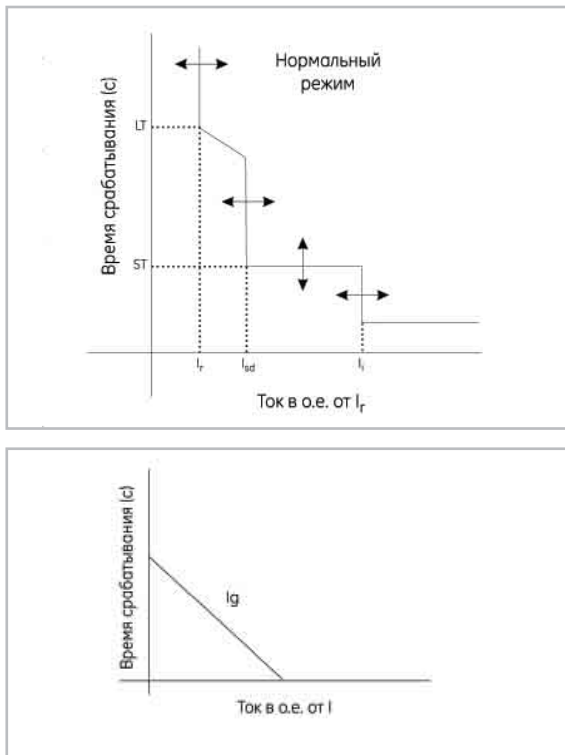 Нормальный
режим
Время срабатывания (с)
LT
ST
Ir
Isd
Ii
Ток в о.е. от Ir
Время срабатывания (с)
Ig
Ток в о.е. от I